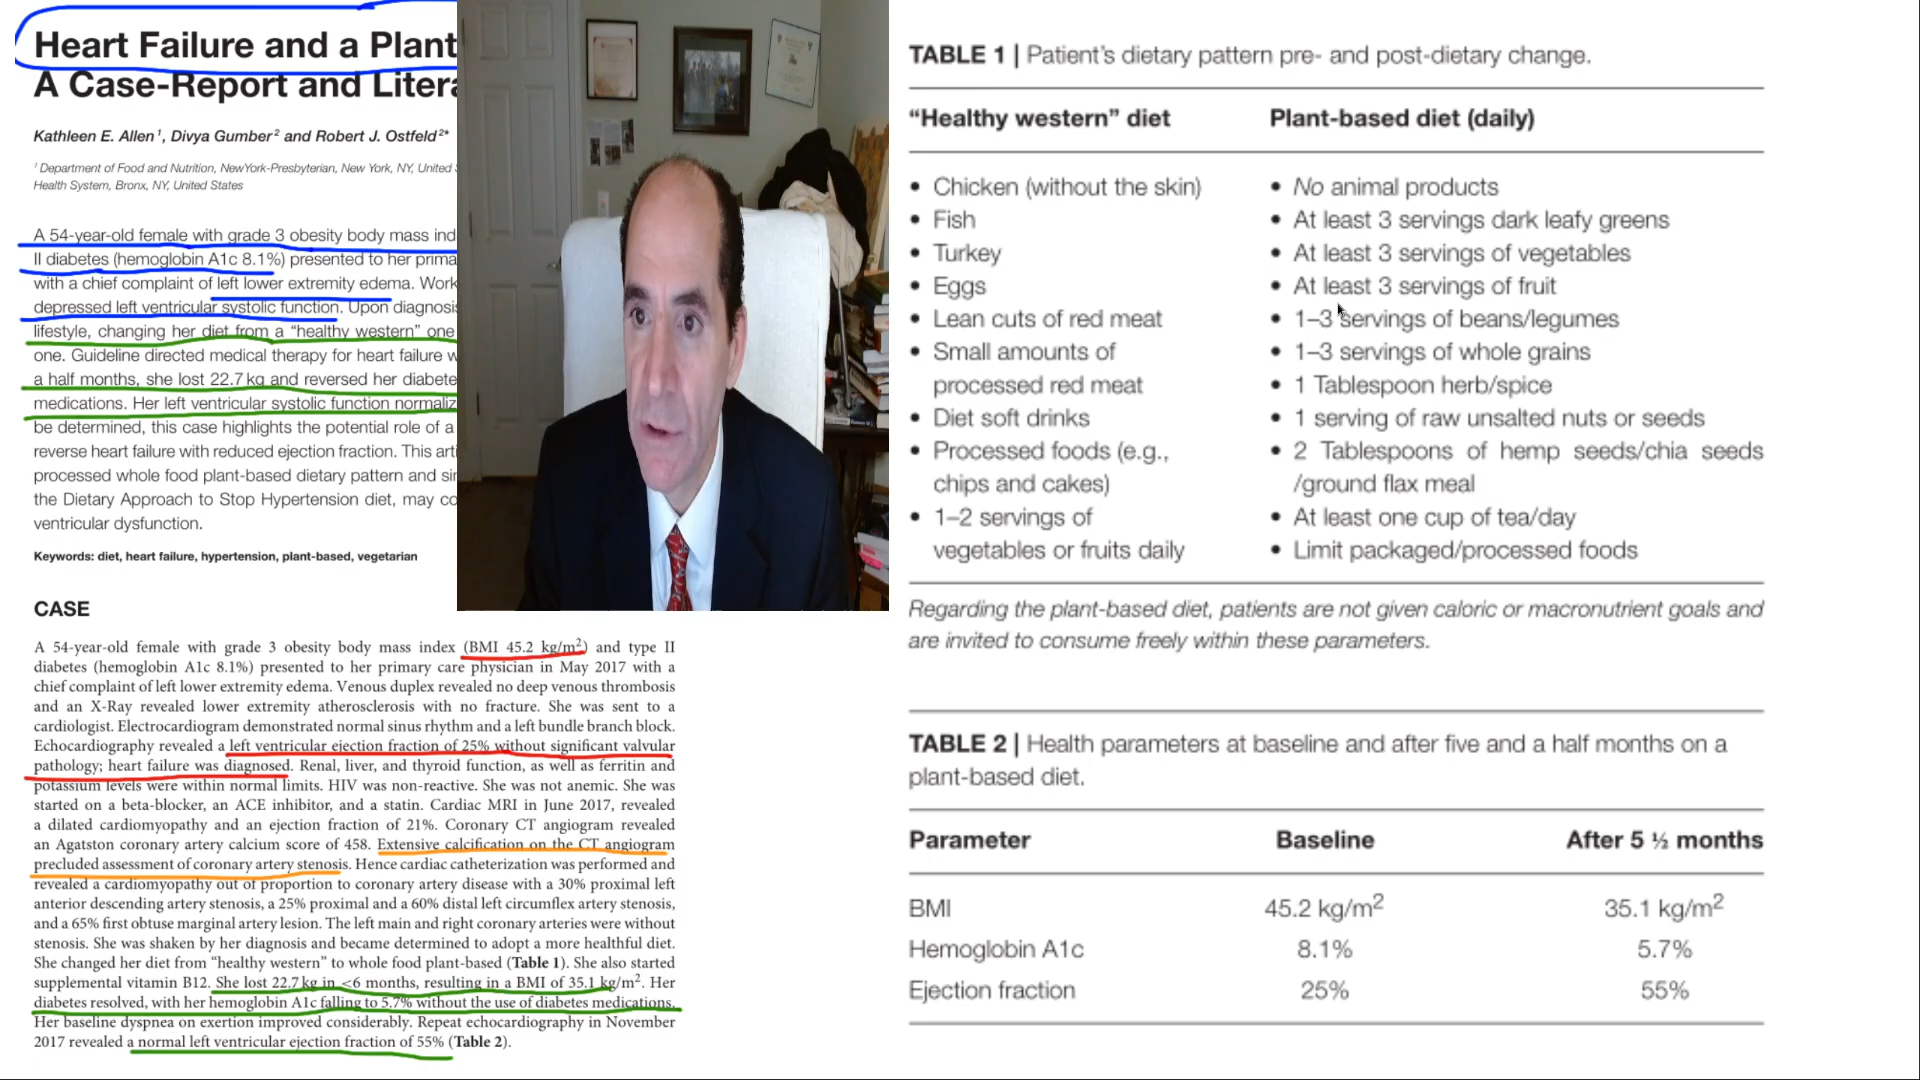 Heart Failure and a Plant
A Case-Report and Litera
Kathleen E. Allen 1, Divya Gumber 2 and Robert J. Ostfeld 2*
1 Department of Food and Nutrition, NewYork-Presbyterian, New York, NY, United
Health System, Bronx, NY, United States
A 54-year-old female with grade 3 obesity body mass ind
II diabetes (hemoglobin A1c 8.1%) presented to her prima
with a chief complaint of left lower extremity edema. Work
depressed left ventricular systolic function. Upon diagnosis
lifestyle, changing her diet from a “healthy western” one
one. Guideline directed medical therapy for heart failure w
a half months, she lost 22.7 kg and reversed her diabete
medications. Her left ventricular systolic function normaliz
be determined, this case highlights the potential role of a
reverse heart failure with reduced ejection fraction. This arti
processed whole food plant-based dietary pattern and sir
the Dietary Approach to Stop Hypertension diet, may co
ventricular dysfunction.
Keywords: diet, heart failure, hypertension, plant-based, vegetarian
CASE
A 54-year-old female with grade 3 obesity body mass index (BMI 45.2 kg/m2) and type II
diabetes (hemoglobin A1c 8.1%) presented to her primary care physician in May 2017 with a
chief complaint of left lower extremity edema. Venous duplex revealed no deep venous thrombosis
and an X-Ray revealed lower extremity atherosclerosis with no fracture. She was sent to a
cardiologist. Electrocardiogram demonstrated normal sinus rhythm and a left bundle branch block.
Echocardiography revealed a left ventricular ejection fraction of 25% without significant valvular
pathology; heart failure was diagnosed. Renal, liver, and thyroid function, as well as ferritin and
potassium levels were within normal limits. HIV was non-reactive. She was not anemic. She was
started on a beta-blocker, an ACE inhibitor, and a statin. Cardiac MRI in June 2017, revealed
a dilated cardiomyopathy and an ejection fraction of 21%. Coronary CT angiogram revealed
an Agatston coronary artery calcium score of 458. Extensive calcification on the CT angiogram
precluded assessment of coronary artery stenosis. Hence cardiac catheterization was performed and
revealed a cardiomyopathy out of proportion to coronary artery disease with a 30% proximal left
anterior descending artery stenosis, a 25% proximal and a 60% distal left circumflex artery stenosis,
and a 65% first obtuse marginal artery lesion. The left main and right coronary arteries were without
stenosis. She was shaken by her diagnosis and became determined to adopt a more healthful diet.
She changed her diet from “healthy western” to whole food plant-based (Table 1). She also started
supplemental vitamin B12. She lost 22.7 kg in <6 months, resulting in a BMI of 35.1 kg/m2. Her
diabetes resolved, with her hemoglobin A1c falling to 5.7% without the use of diabetes medications.
Her baseline dyspnea on exertion improved considerably. Repeat echocardiography in November
2017 revealed a normal left ventricular ejection fraction of 55% (Table 2).
TABLE 1 | Patient’s dietary pattern pre- and post-dietary change.
“Healthy western” diet Plant-based diet (daily)
• Chicken (without the skin) • No animal products
• Fish • At least 3 servings dark leafy greens
• Turkey • At least 3 servings of vegetables
• Eggs • At least 3 servings of fruit
• Lean cuts of red meat • 1–3 servings of beans/legumes
• Small amounts of • 1–3 servings of whole grains
processed red meat • 1 Tablespoon herb/spice
• Diet soft drinks • 1 serving of raw unsalted nuts or seeds
• Processed foods (e.g., • 2 Tablespoons of hemp seeds/chia seeds
chips and cakes) /ground flax meal
• 1–2 servings of • At least one cup of tea/day
vegetables or fruits daily • Limit packaged/processed foods
Regarding the plant-based diet, patients are not given caloric or macronutrient goals and
are invited to consume freely within these parameters.
TABLE 2 | Health parameters at baseline and after five and a half months on a
plant-based diet.
Parameter Baseline After 5 ½ months
BMI 45.2 kg/m2 35.1 kg/m2
Hemoglobin A1c 8.1% 5.7%
Ejection fraction 25% 55%